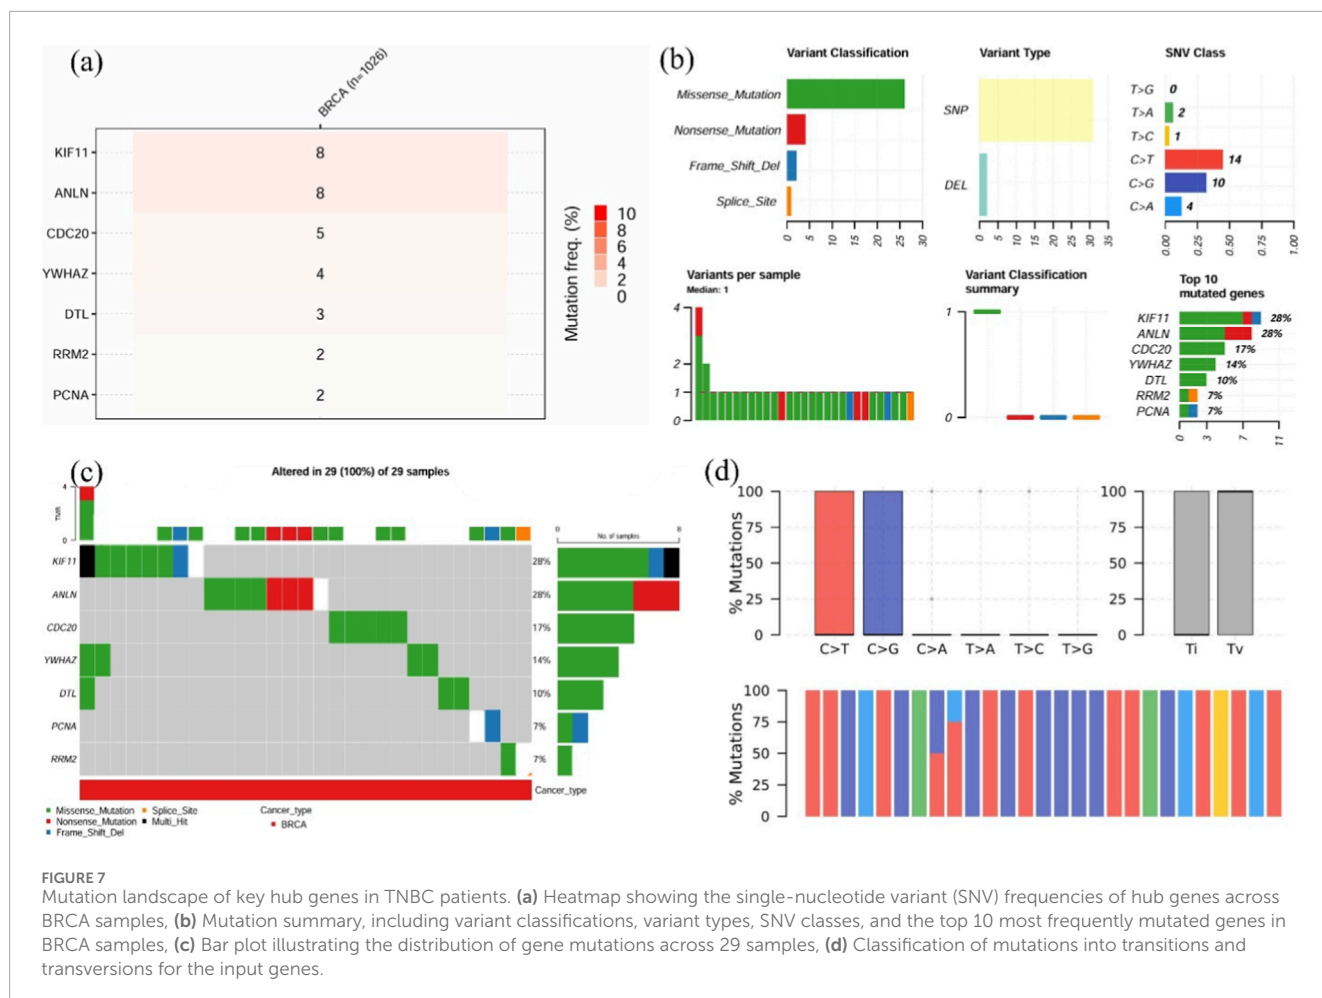 (a)
BRCA (n=1026)
KIF11
8
ANLN
8
CDC20
5
YWHAZ
4
DTL
3
RRM2
2
PCNA
2
Mutation freq. (%)
10
8
6
4
2
0
(b)
Variant Classification
Missense_Mutation
Nonsense_Mutation
Frame_Shift_Del
Splice_Site
0 5 10 15 20 25 30
Variant Type
SNP
DEL
0 5 10 15 20 25 30 35
SNV Class
T>G 0
T>A 2
T>C 1
C>T 14
C>G 10
C>A 4
0.00 0.25 0.50 0.75 1.00
Variants per sample
Median: 1
4
2
1
0
Variant Classification
summary
1
0
Top 10
mutated genes
KIF11 28%
ANLN 28%
CDC20 17%
YWHAZ 14%
DTL 10%
RRM2 7%
PCNA 7%
0 3 7 11
(c)
Altered in 29 (100%) of 29 samples
4
TMB
0
0 8
No. of samples
KIF11 28%
ANLN 28%
CDC20 17%
YWHAZ 14%
DTL 10%
PCNA 7%
RRM2 7%
Cancer_type
Missense_Mutation
Nonsense_Mutation
Frame_Shift_Del
Splice_Site
Multi_Hit
Cancer_type
BRCA
(d)
% Mutations
100
75
50
25
0
C>T C>G C>A T>A T>C T>G
100
75
50
25
0
Ti Tv
% Mutations
100
75
50
25
0
FIGURE 7
Mutation landscape of key hub genes in TNBC patients. (a) Heatmap showing the single-nucleotide variant (SNV) frequencies of hub genes across
BRCA samples, (b) Mutation summary, including variant classifications, variant types, SNV classes, and the top 10 most frequently mutated genes in
BRCA samples, (c) Bar plot illustrating the distribution of gene mutations across 29 samples, (d) Classification of mutations into transitions and
transversions for the input genes.